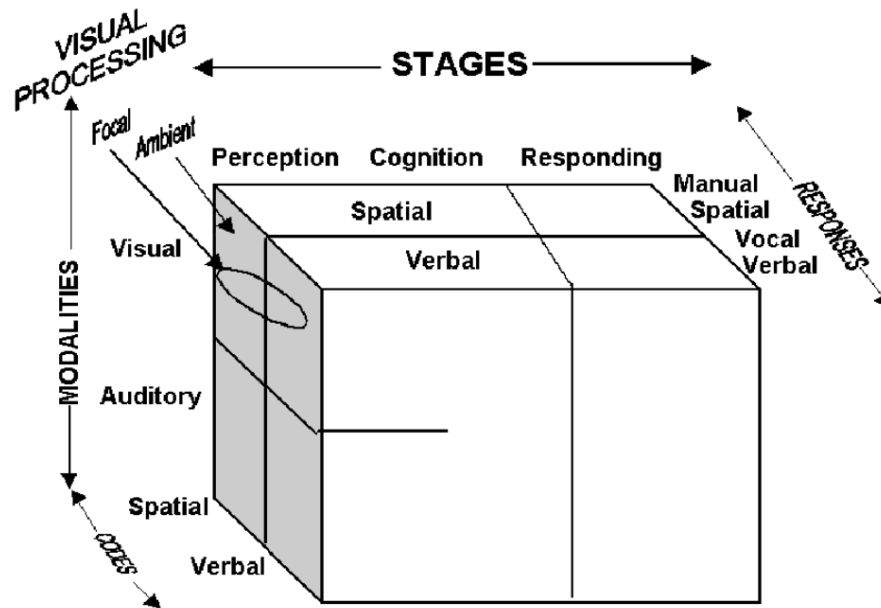 VISUAL
PROCESSING
STAGES
Focal
Ambient
Perception Cognition Responding
Manual
Spatial
Spatial
Vocal
Verbal
Verbal
RESPONSES
Visual
MODALITIES
Auditory
Spatial
Verbal
CODES